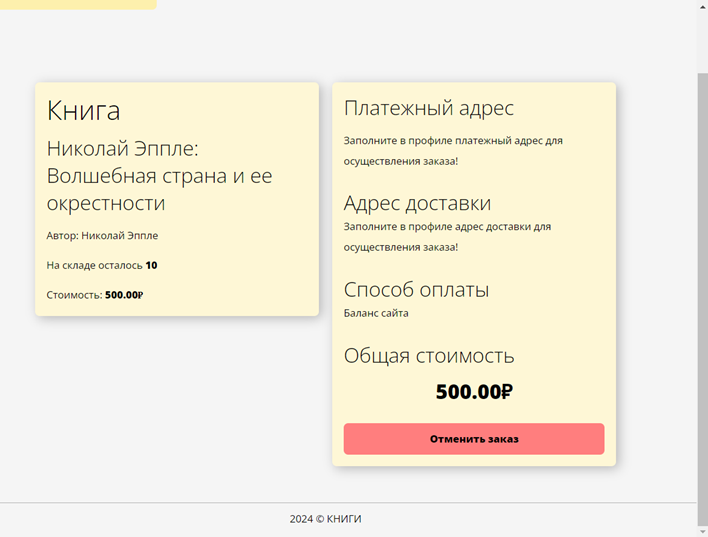 Книга
Николай Эппле:
Волшебная страна и ее
окрестности
Автор: Николай Эппле
На складе осталось 10
Стоимость: 500.00₽
Платежный адрес
Заполните в профиле платежный адрес для
осуществления заказа!
Адрес доставки
Заполните в профиле адрес доставки для
осуществления заказа!
Способ оплаты
Баланс сайта
Общая стоимость
500.00₽
Отменить заказ
2024 © КНИГИ